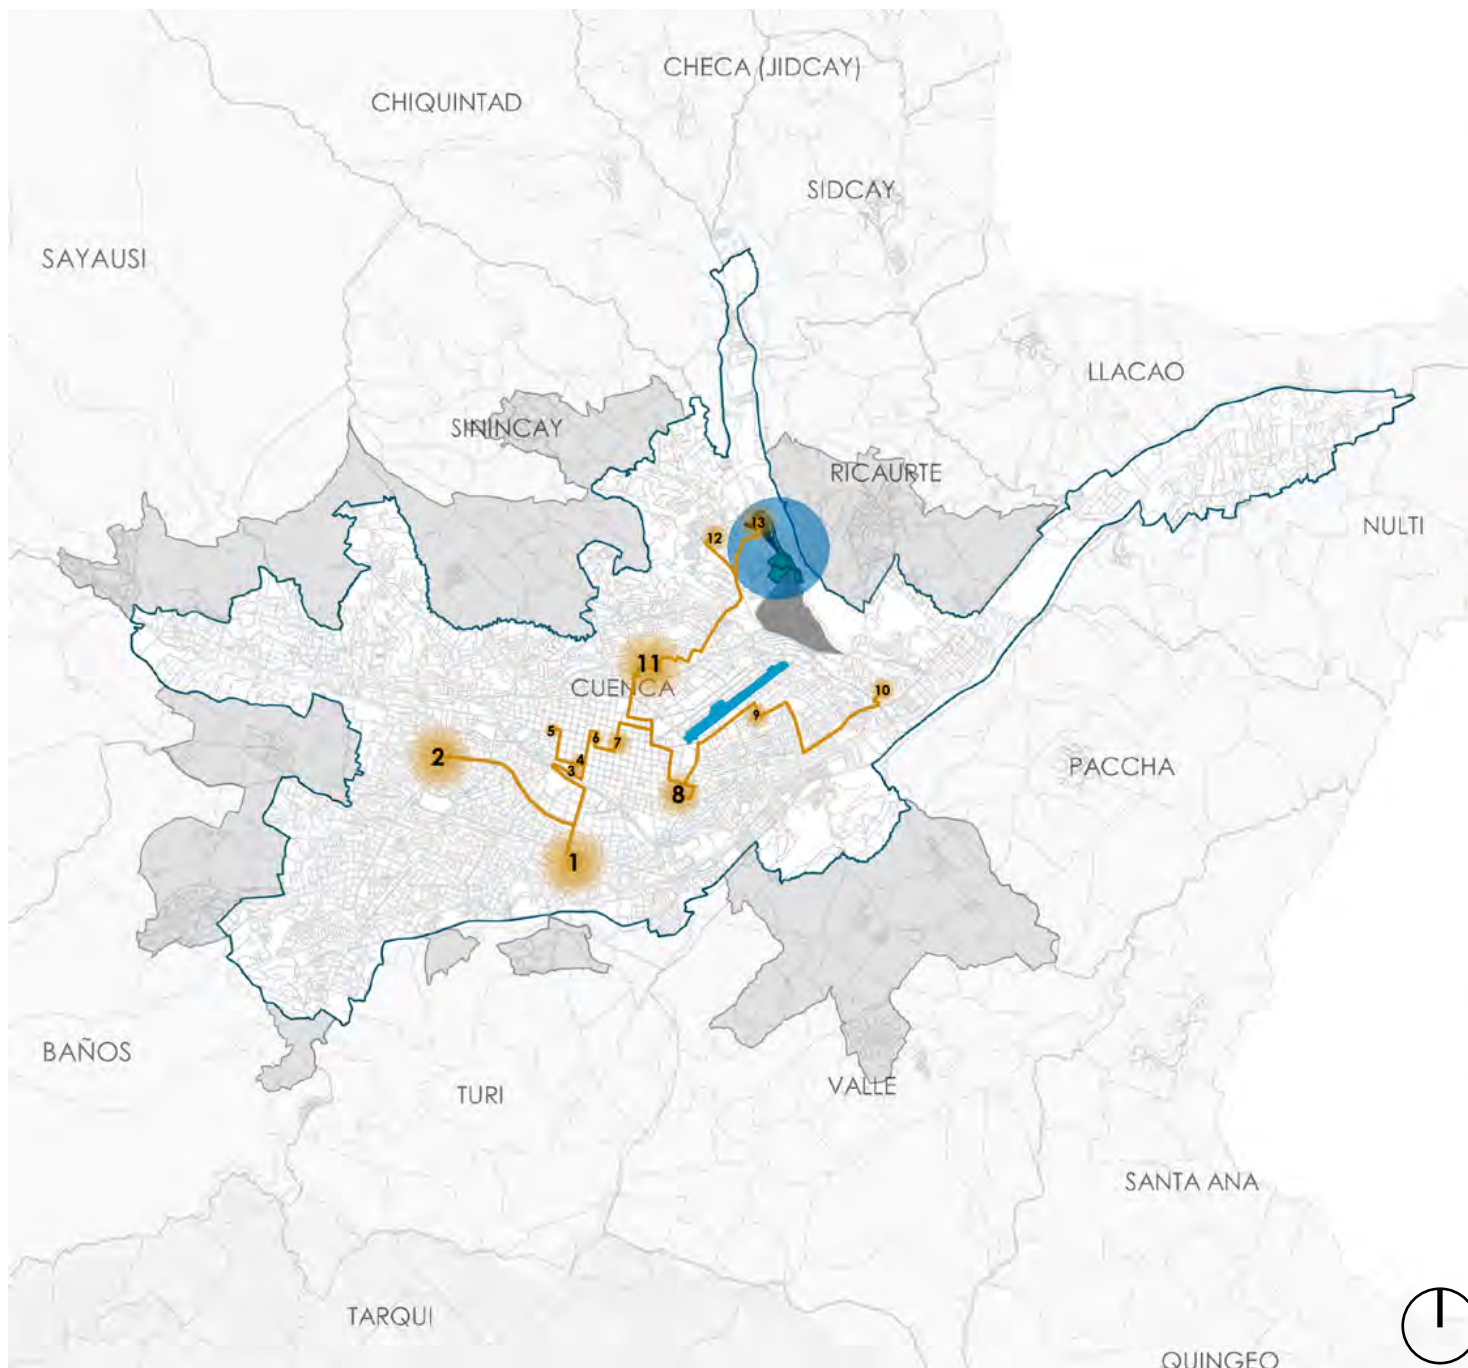 CHECA (JIDCAY)
CHIQUINTAD
SIDCAY
SAYAUSI
LLACAO
SININCAY
RICAURTE
NULTI
13
12
11
CUENCA
10
9
5
6
7
2
4
3
8
PACCHA
1
BAÑOS
TURI
VALLE
SANTA ANA
TARQUI
QUINGEO